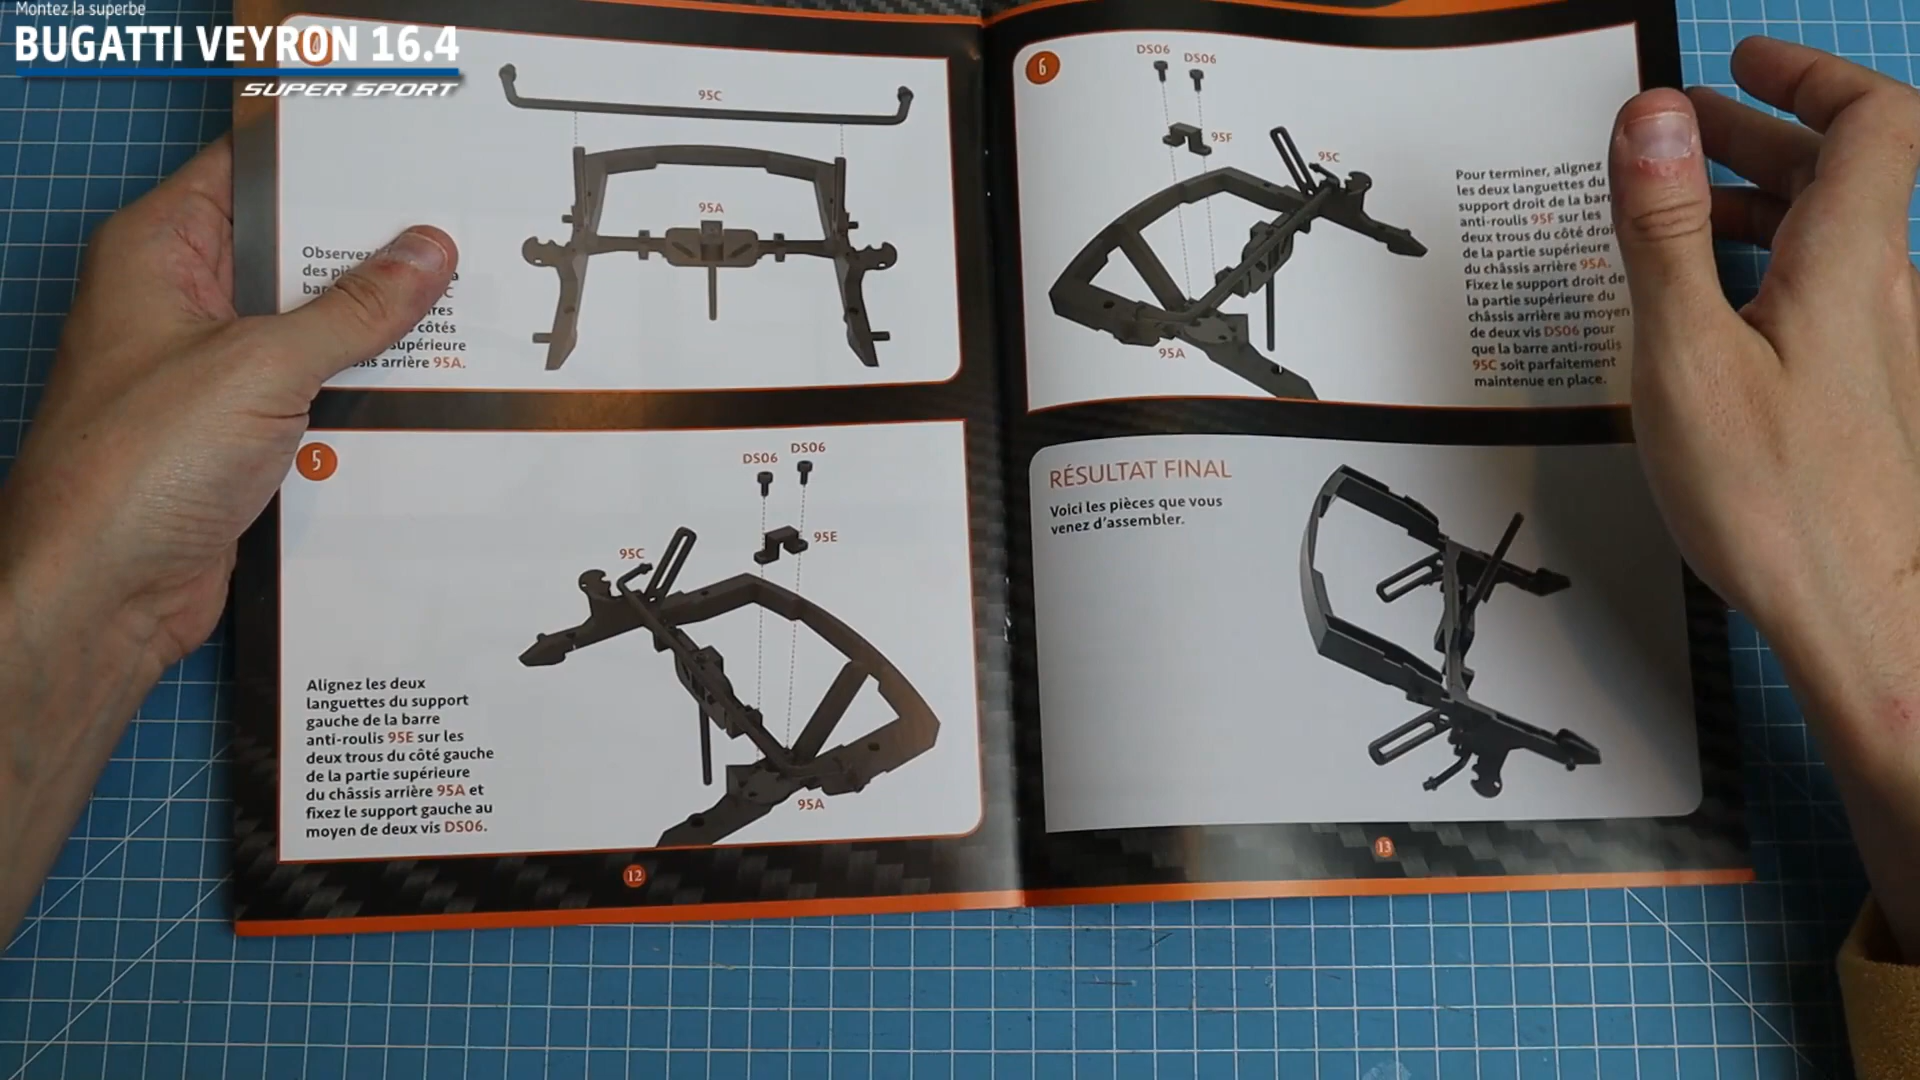 Montez la superbe
BUGATTI VEYRON 16.4
SUPER SPORT
95C
95A
Observez
des
côtés
supérieure
arrière 95A.
5
DS06
DS06
95E
95C
95A
Alignez les deux
languettes du support
gauche de la barre
anti-roulis 95E sur les
deux trous du côté gauche
de la partie supérieure
du châssis arrière 95A et
fixez le support gauche au
moyen de deux vis DS06.
12
6
DS06
DS06
95F
95C
95A
Pour terminer, alignez
les deux languettes du
support droit de la
anti-roulis 95F sur les
deux trous du côté
de la partie supérieure
du châssis arrière 95A.
Fixez le support droit de
la partie supérieure du
châssis arrière au moyen
de deux vis DS06 pour
que la barre anti-roulis
95C soit parfaitement
maintenue en place.
RÉSULTAT FINAL
Voici les pièces que vous
venez d'assembler.
13